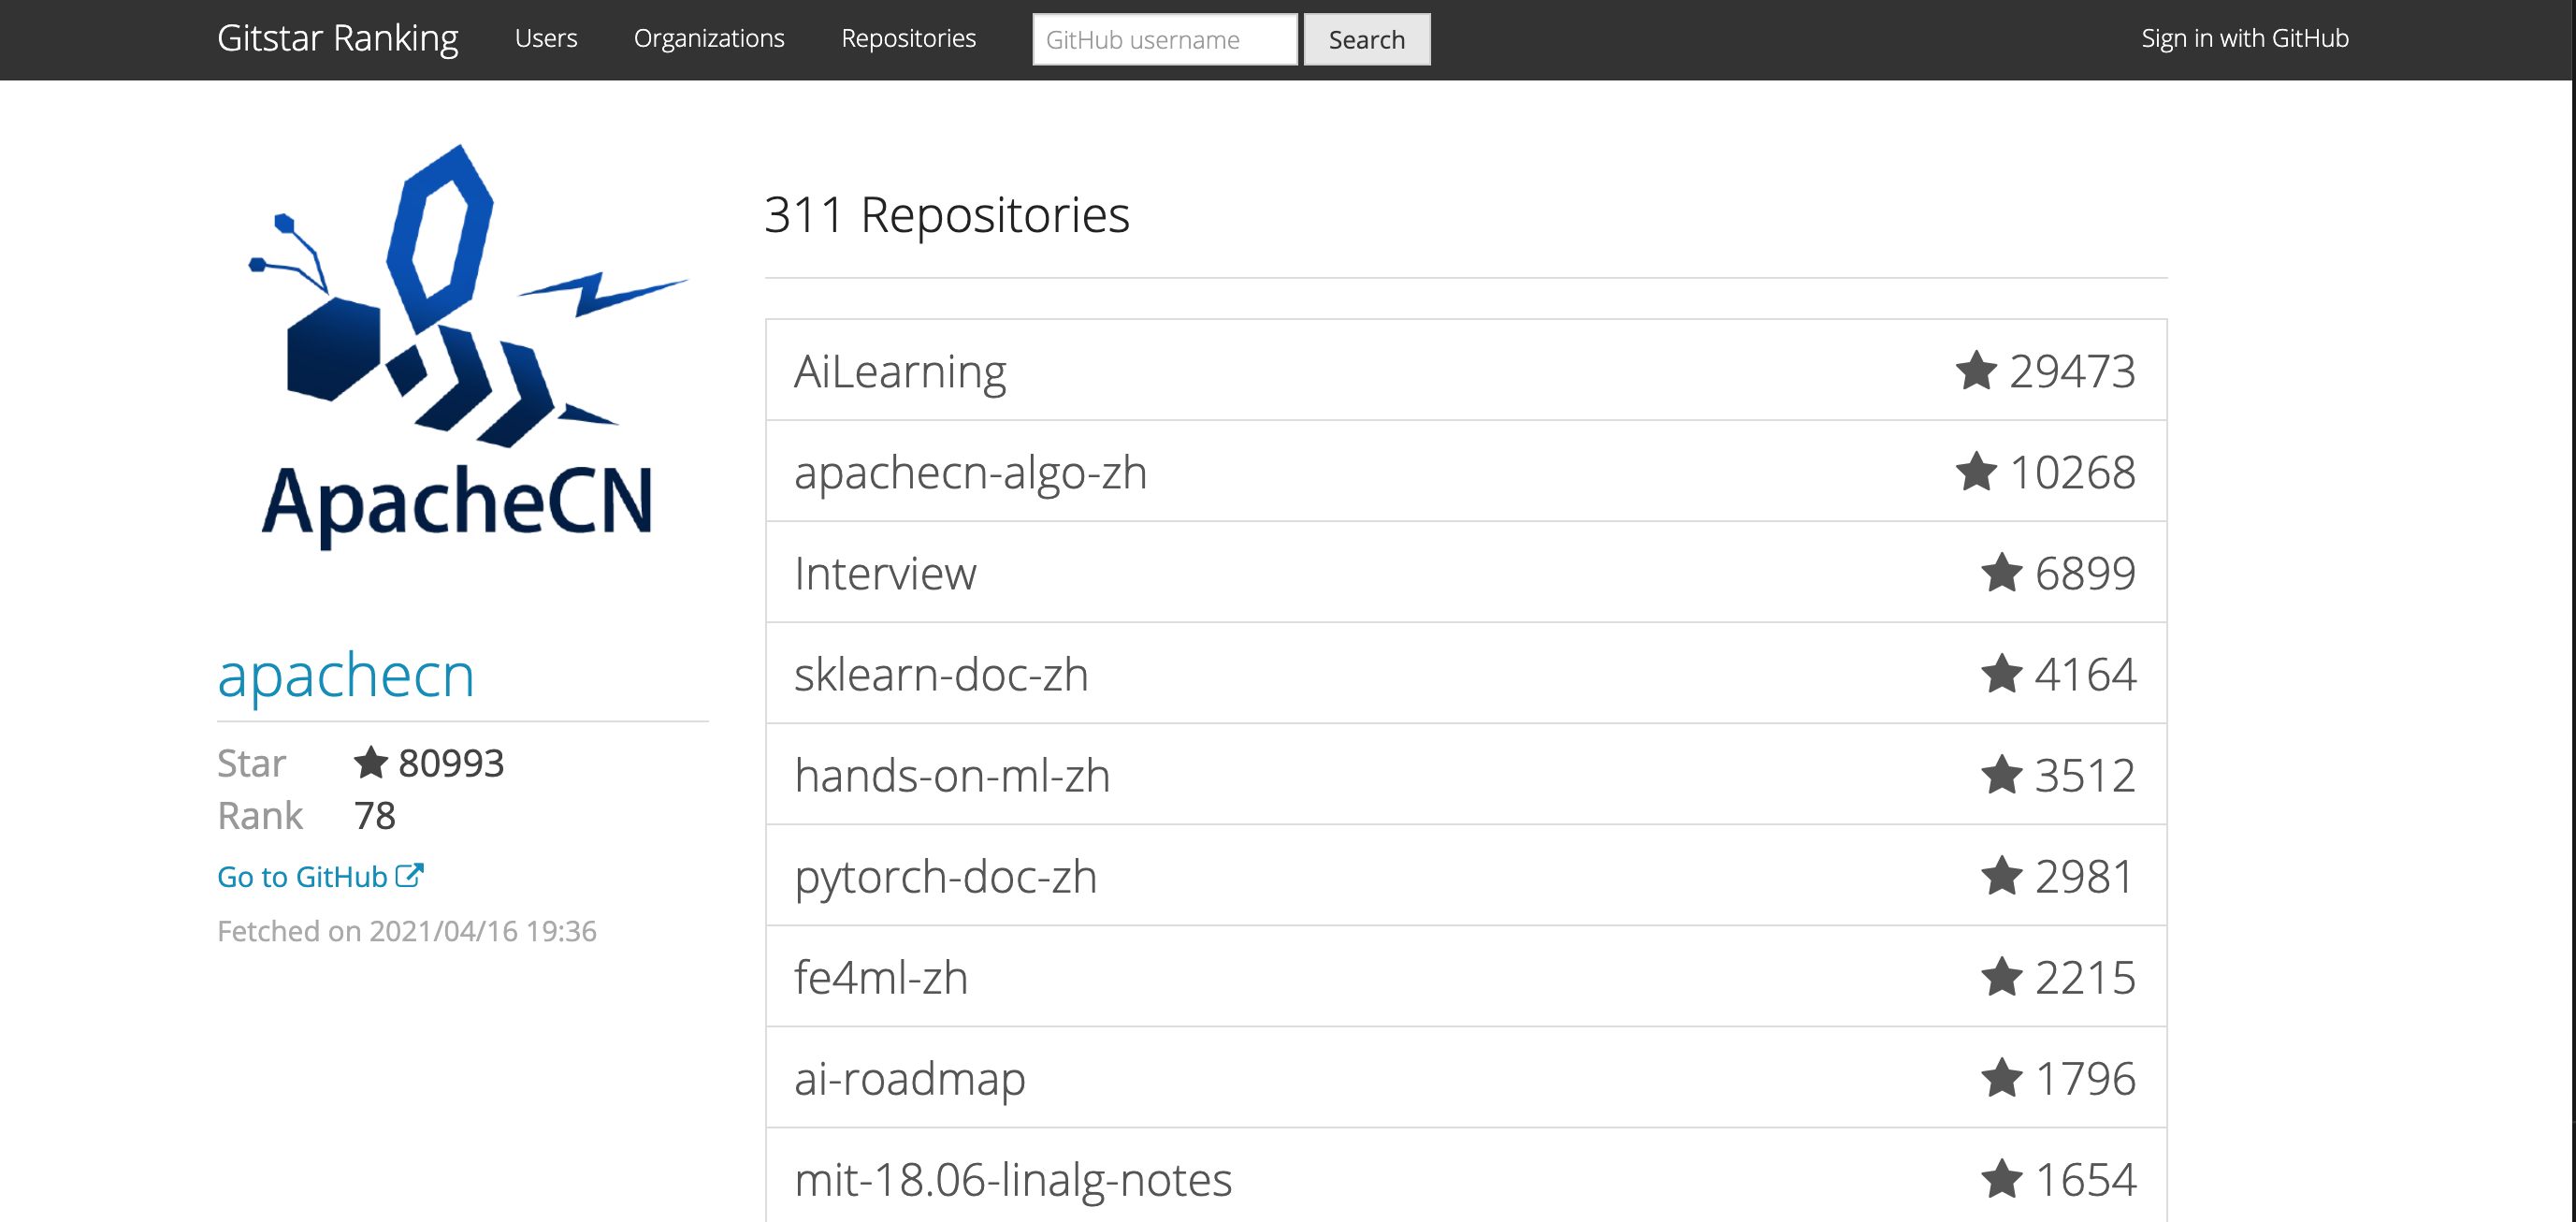 Gitstar Ranking Users Organizations Repositories GitHub username Search Sign in with GitHub
ApacheCN
apachecn
Star 80993
Rank 78
Go to GitHub
Fetched on 2021/04/16 19:36
311 Repositories
AiLearning 29473
apachecn-algo-zh 10268
Interview 6899
sklearn-doc-zh 4164
hands-on-ml-zh 3512
pytorch-doc-zh 2981
fe4ml-zh 2215
ai-roadmap 1796
mit-18.06-linalg-notes 1654